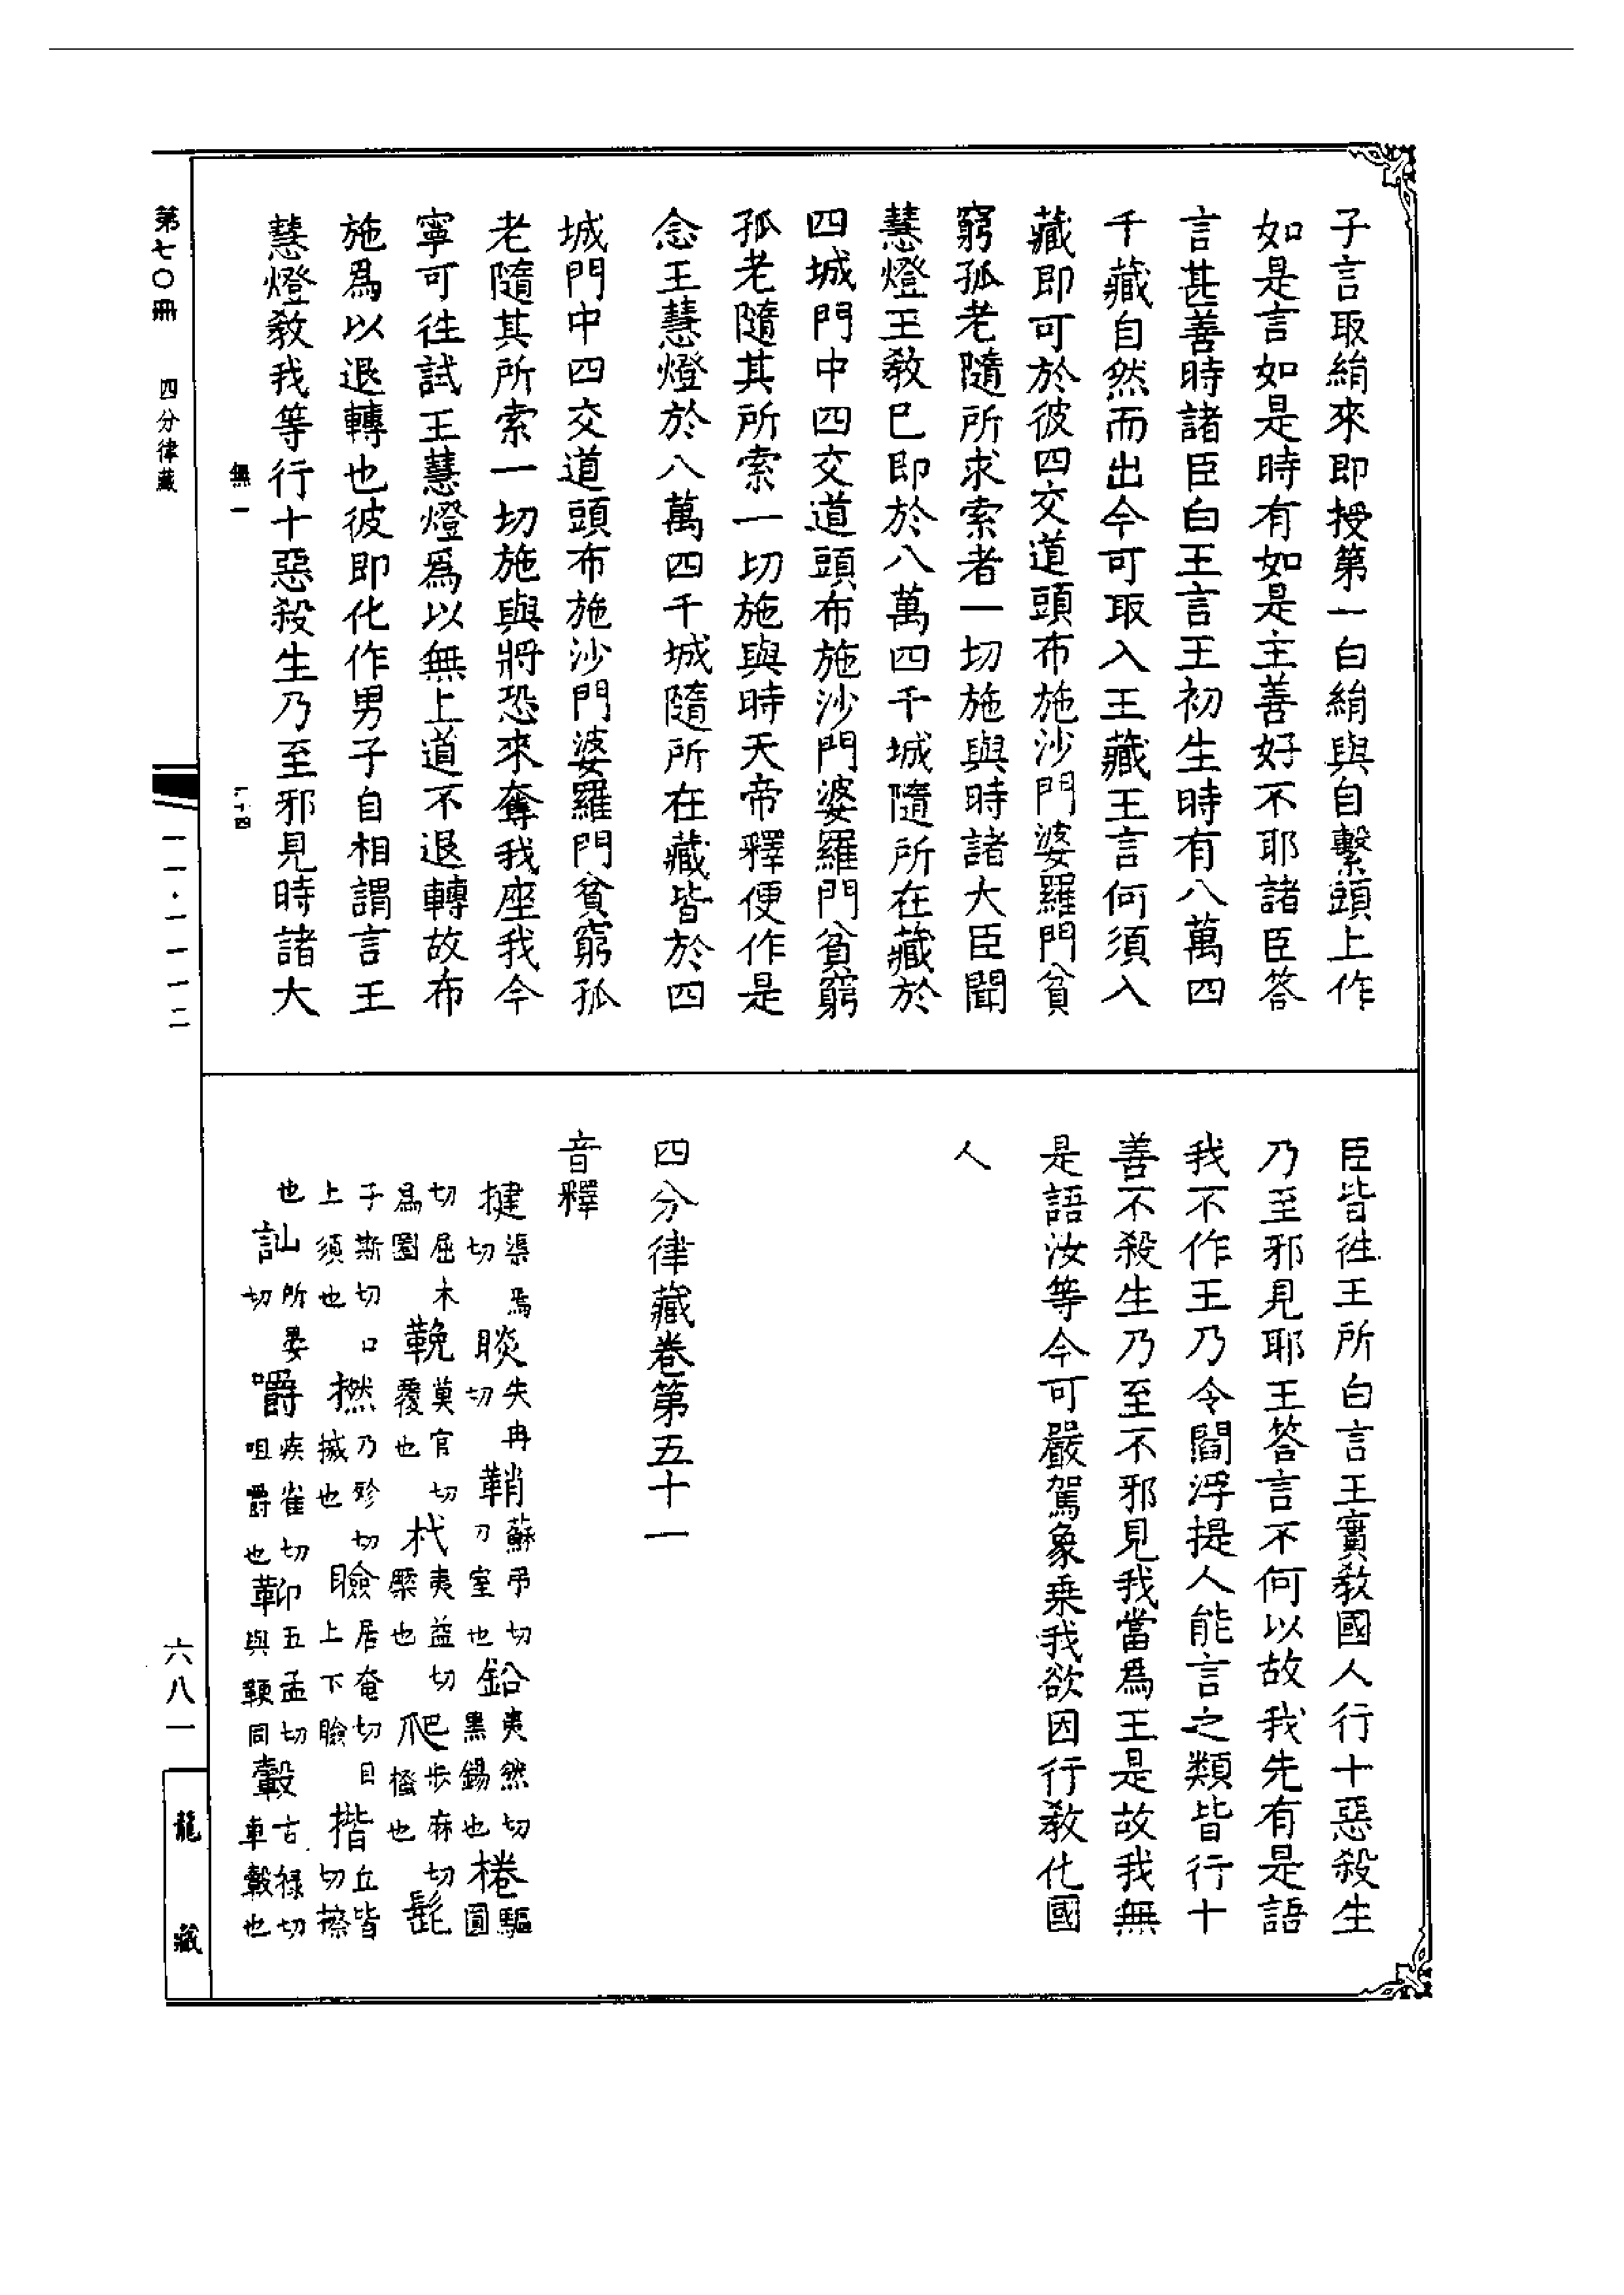 子言取絹來即授第一白絹與自繫頭上作
如是言如是時有如是主善好不耶諸臣答
言甚善時諸臣白王言王初生時有八萬四
千藏自然而出今可取入王藏王言何須入
藏即可於彼四交道頭布施沙門婆羅門貧
窮孤老隨所求索者一切施與時諸大臣聞
慧燈王敎已即於八萬四千城隨所在藏於
四城門中四交道頭布施沙門婆羅門貧窮
孤老隨其所索一切施與時天帝釋便作是
念王慧燈於八萬四千城隨所在藏皆於四
城門中四交道頭布施沙門婆羅門貧窮孤
老隨其所索一切施與將恐來奪我座我今
寧可往試王慧燈爲以無上道不退轉故布
施爲以退轉也彼即化作男子自相謂言王
慧燈敎我等行十惡殺生乃至邪見時諸大
無一 二十四
臣皆往王所白言王實敎國人行十惡殺生
乃至邪見耶王答言不何以故我先有是語
我不作王乃令閻浮提人能言之類皆行十
善不殺生乃至不邪見我當爲王是故我無
是語汝等今可嚴駕象乗我欲因行敎化國
人
四分律藏卷第五十一
音釋
揵渠焉切 睒失冉切 鞘蘇弔切刀室也 鉛夷然切黒錫也 棬驅圓
切屈木爲圈 鞔莫官切覆也 杙夷益切橜也 爬巴步麻切搔也 髭
子斯切口上須也 撚乃殄切搣也 瞼居奄切目上下瞼 揩丘皆切擦
也 訕所晏切 嚼疾雀切咀嚼也 䩕五孟切與鞕同 轂古禄切車轂也
第七〇冊 四分律藏
一一·一一一二
六八一
龍藏